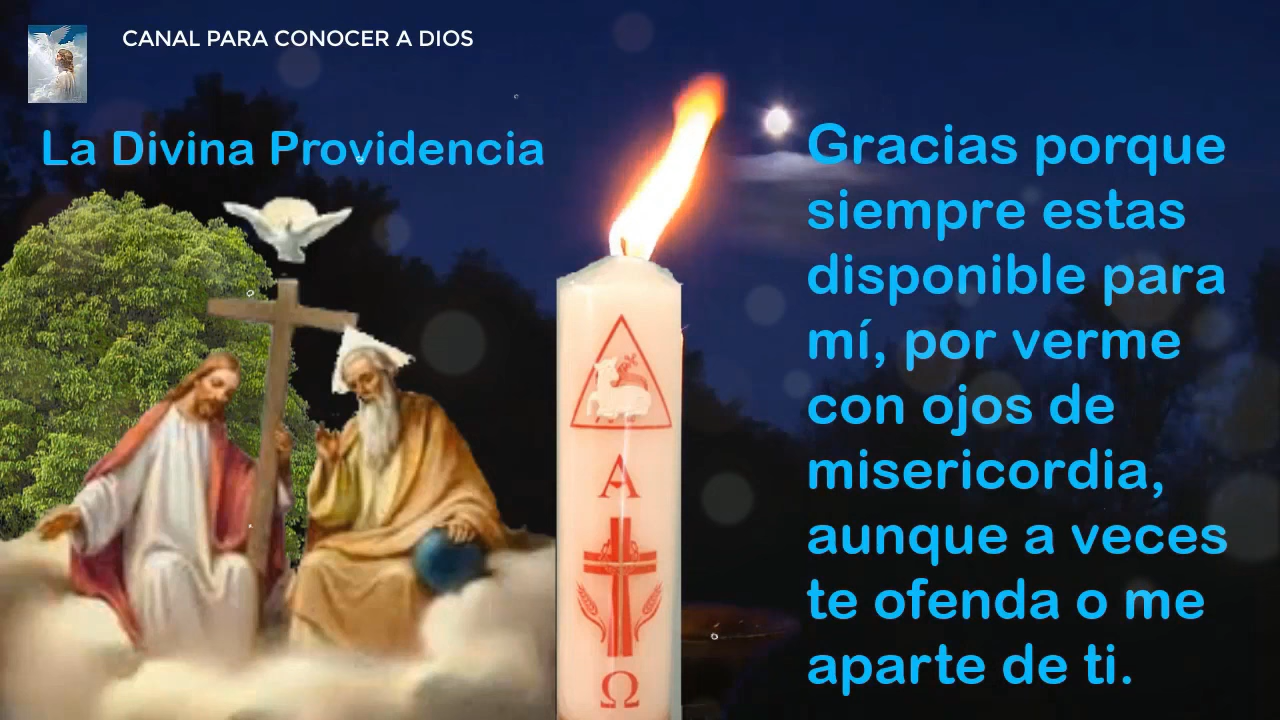 CANAL PARA CONOCER A DIOS
La Divina Providencia
Gracias porque
siempre estas
disponible para
mí, por verme
con ojos de
misericordia,
aunque a veces
te ofenda o me
aparte de ti.
Α
Ω